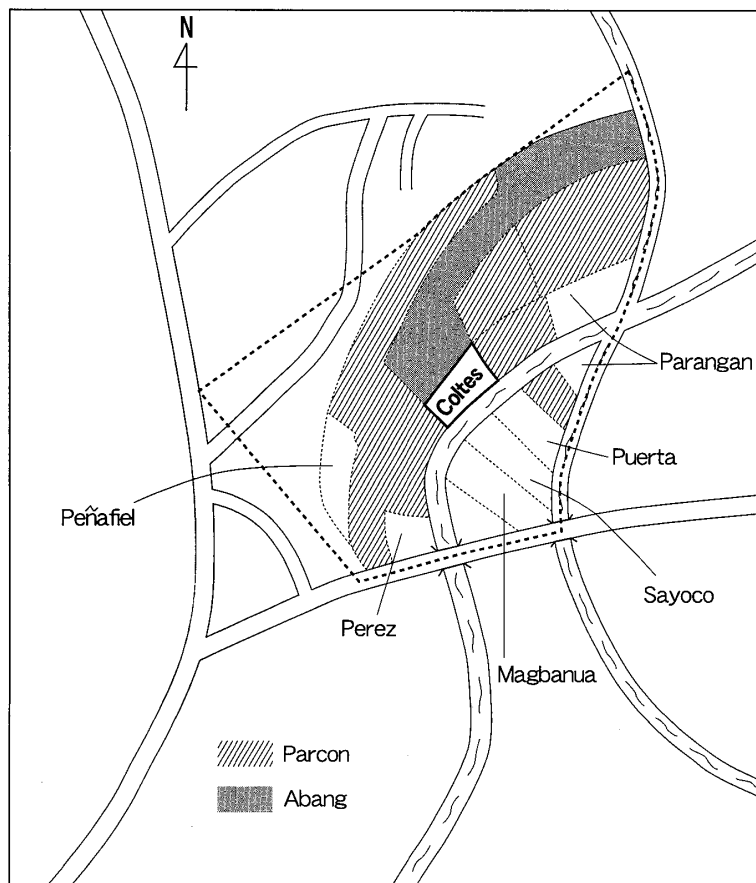 N
Coltes
Parangan
Puerta
Peñafiel
Sayoco
Perez
Magbanua
Parcon
Abang